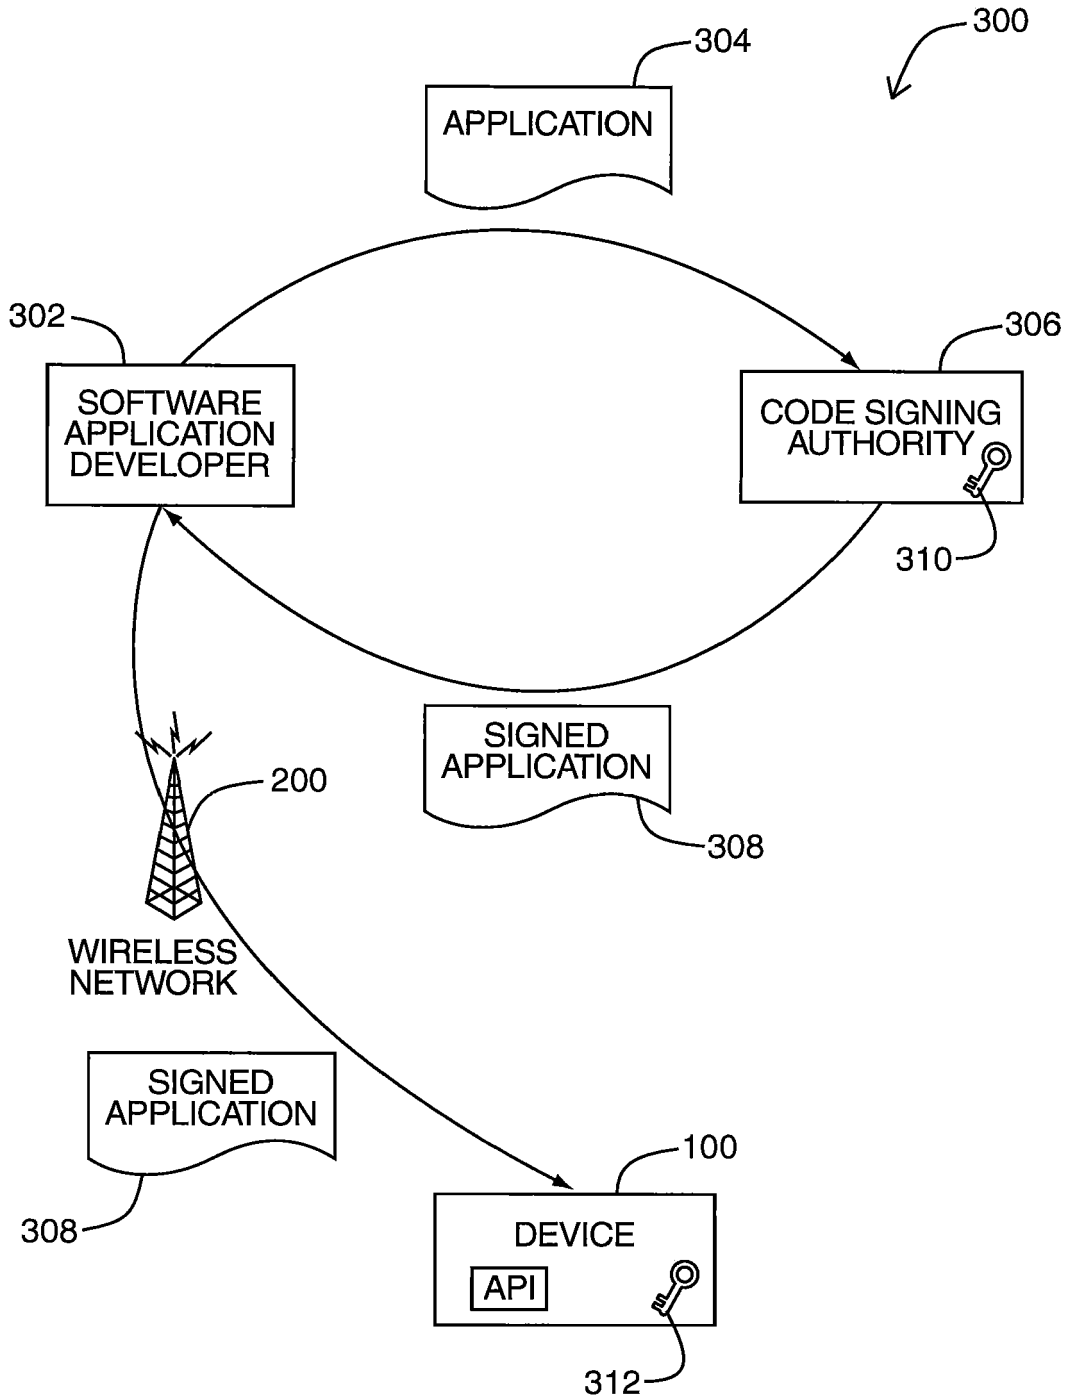 300
304
APPLICATION
302
306
SOFTWARE
APPLICATION
DEVELOPER
CODE SIGNING
AUTHORITY
310
SIGNED
APPLICATION
308
200
WIRELESS
NETWORK
SIGNED
APPLICATION
308
100
DEVICE
API
312